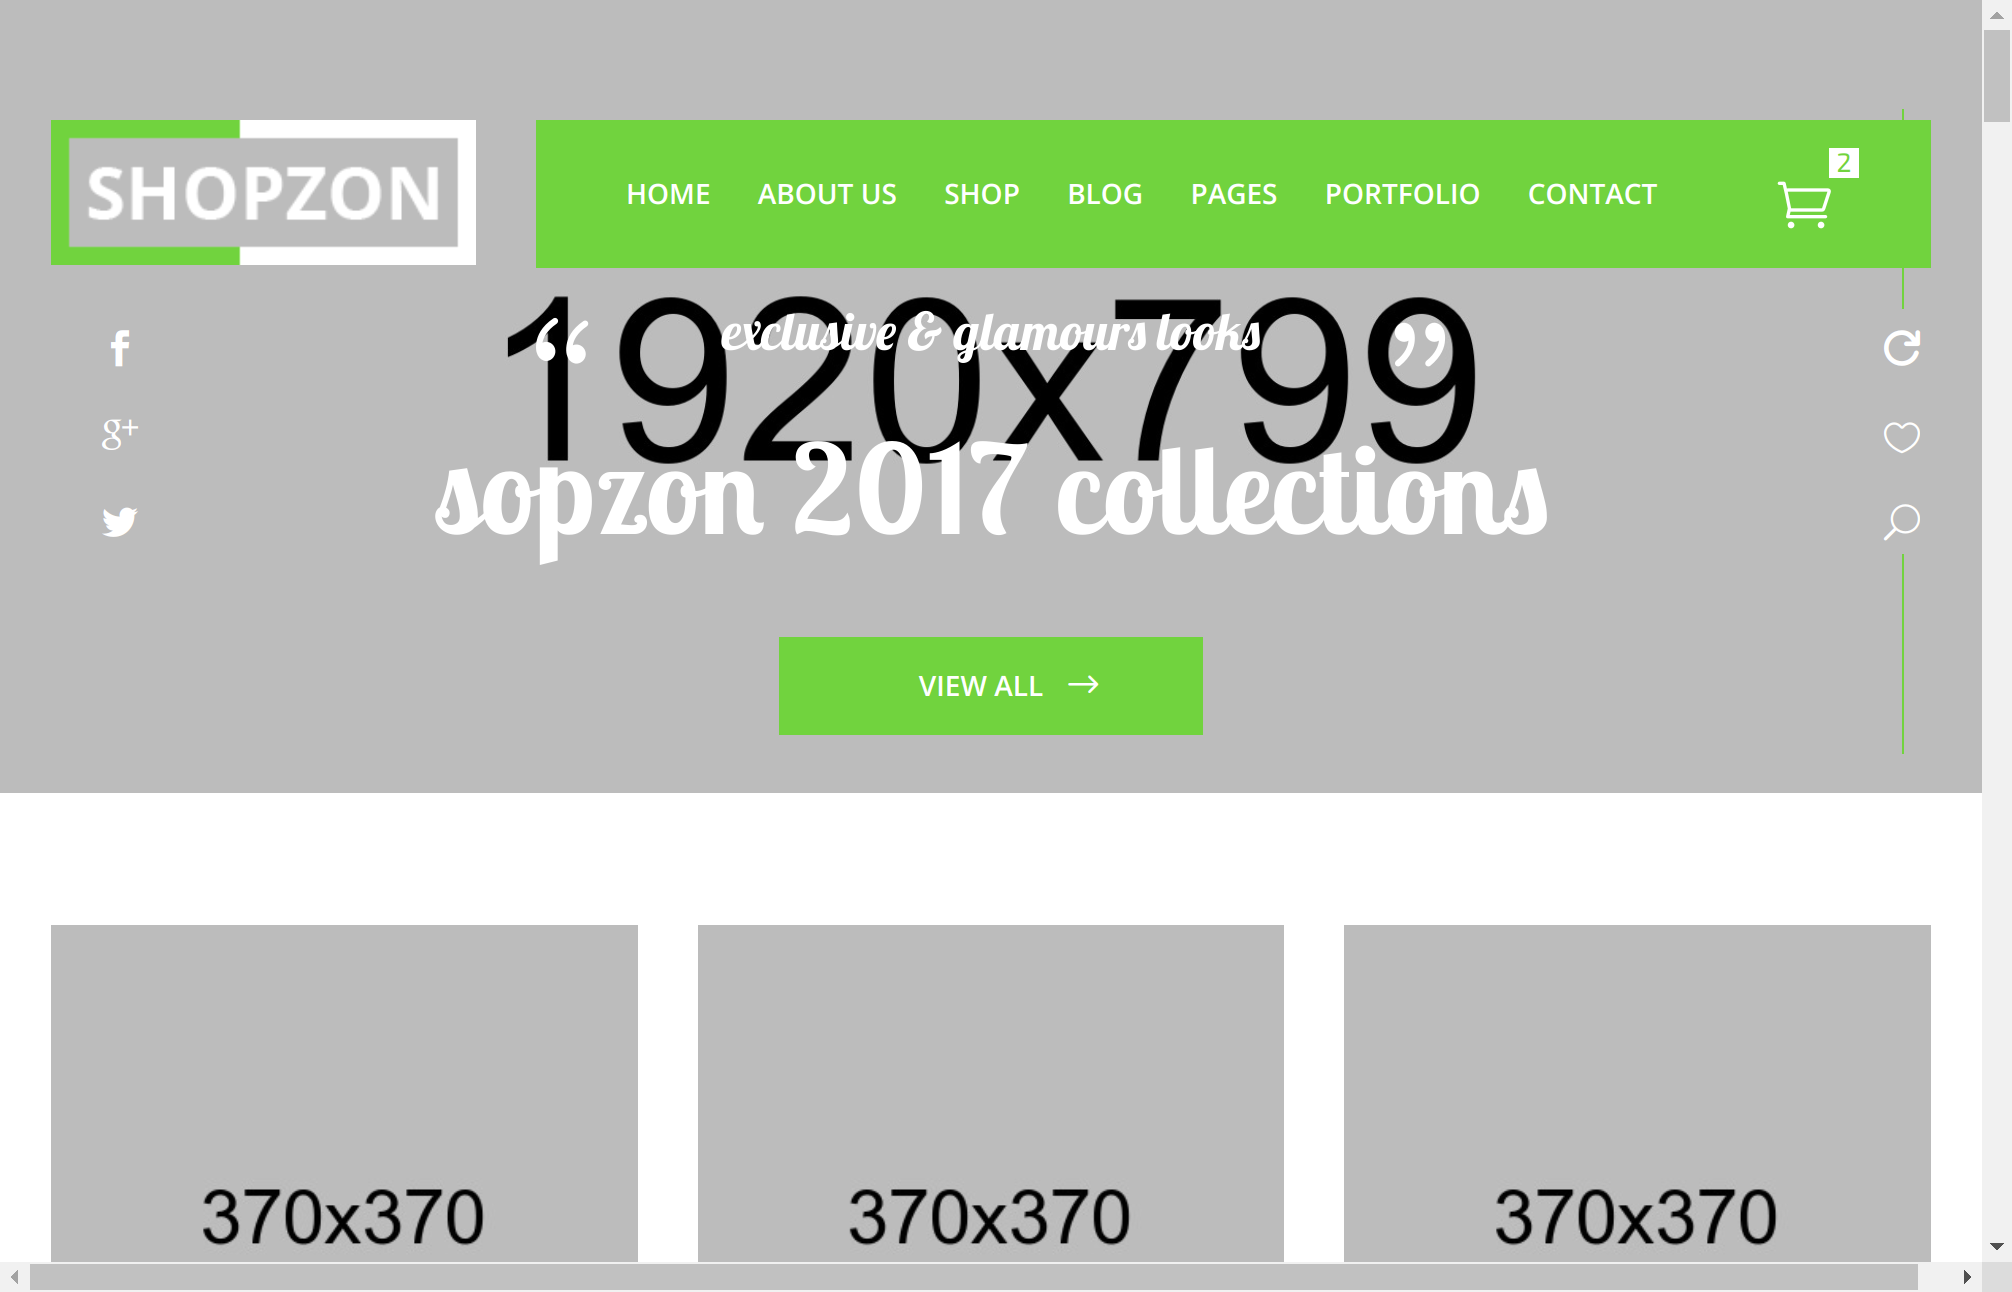 SHOPZON
HOME ABOUT US SHOP BLOG PAGES PORTFOLIO CONTACT
2
1920x799
“ exclusive & glamours looks ”
g+
sopzon 2017 collections
VIEW ALL
370x370 370x370 370x370